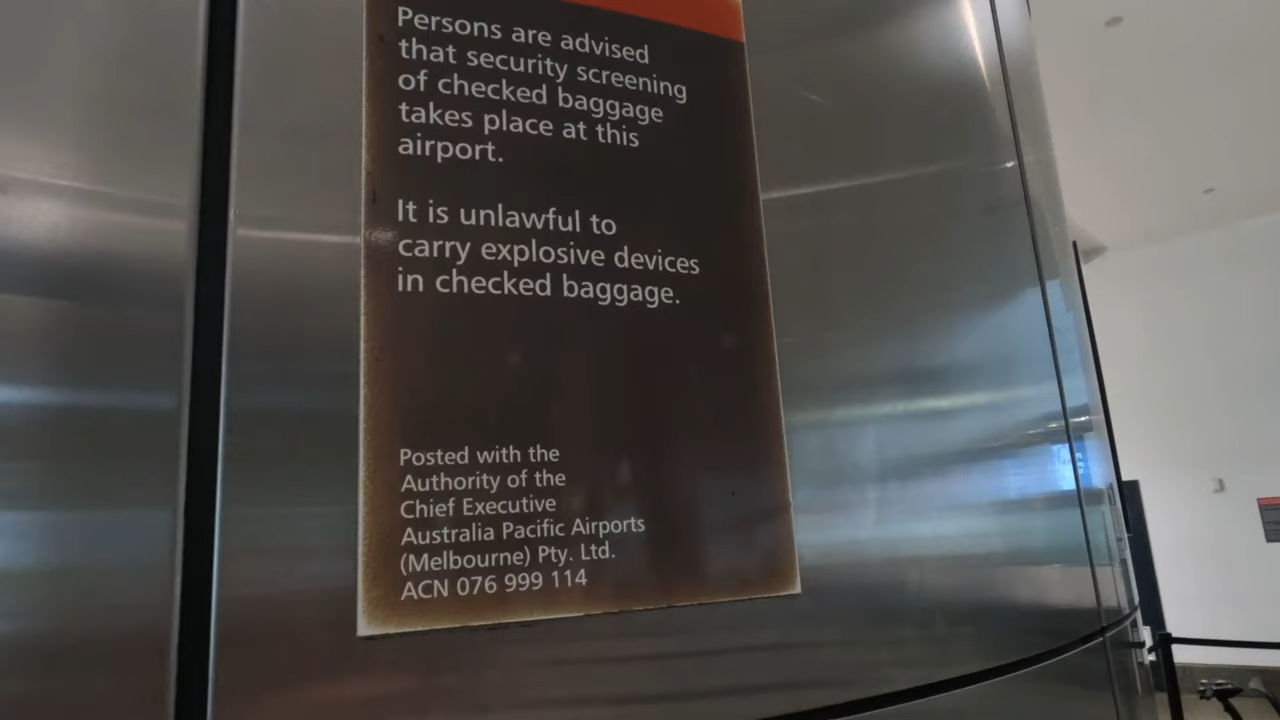 Persons are advised
that security screening
of checked baggage
takes place at this
airport.
It is unlawful to
carry explosive devices
in checked baggage.
Posted with the
Authority of the
Chief Executive
Australia Pacific Airports
(Melbourne) Pty. Ltd.
ACN 076 999 114